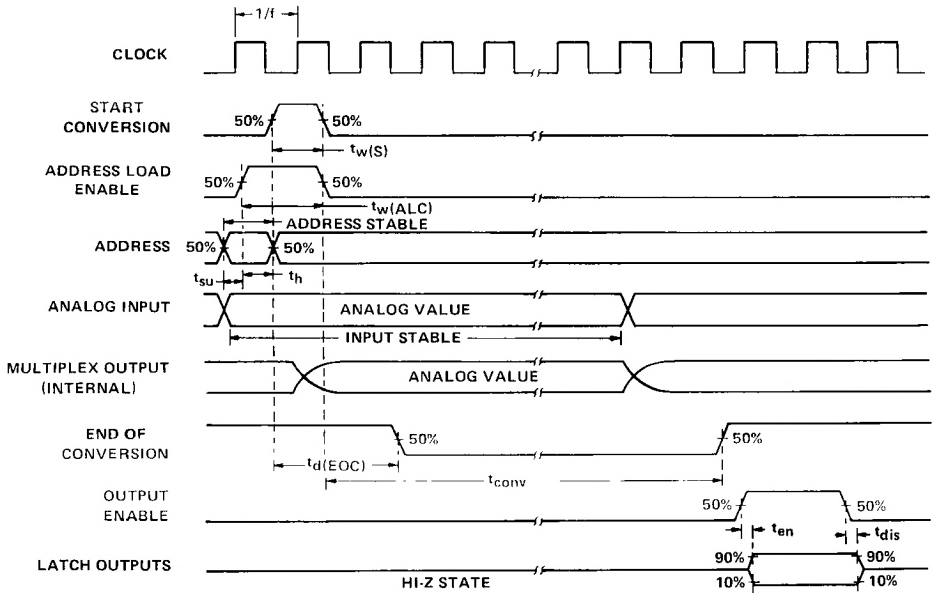 1/f
CLOCK
START
CONVERSION
50%
50%
tw(S)
ADDRESS LOAD
ENABLE
50%
50%
tw(ALC)
ADDRESS STABLE
ADDRESS
50%
50%
tsu
th
ANALOG INPUT
ANALOG VALUE
INPUT STABLE
MULTIPLEX OUTPUT
(INTERNAL)
ANALOG VALUE
END OF
CONVERSION
50%
50%
td(EOC)
tconv
OUTPUT
ENABLE
50%
50%
ten
tdis
LATCH OUTPUTS
90%
90%
HI-Z STATE
10%
10%